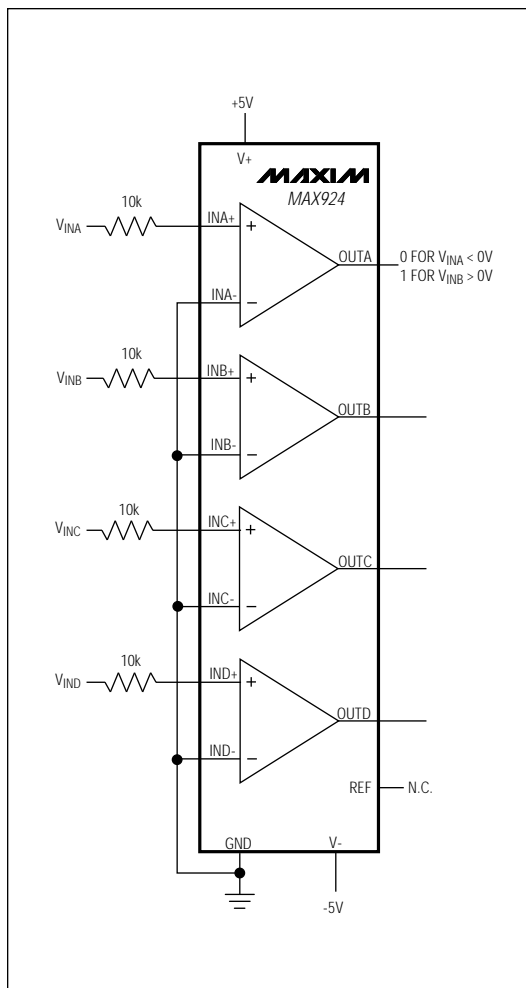 +5V
V+
MAXIM
MAX924
10k
VINA
INA+
+
OUTA
0 FOR VINA < 0V
1 FOR VINB > 0V
INA-
−
10k
VINB
INB+
+
OUTB
INB-
−
10k
VINC
INC+
+
OUTC
INC-
−
10k
VIND
IND+
+
OUTD
IND-
−
REF
N.C.
GND
V-
-5V